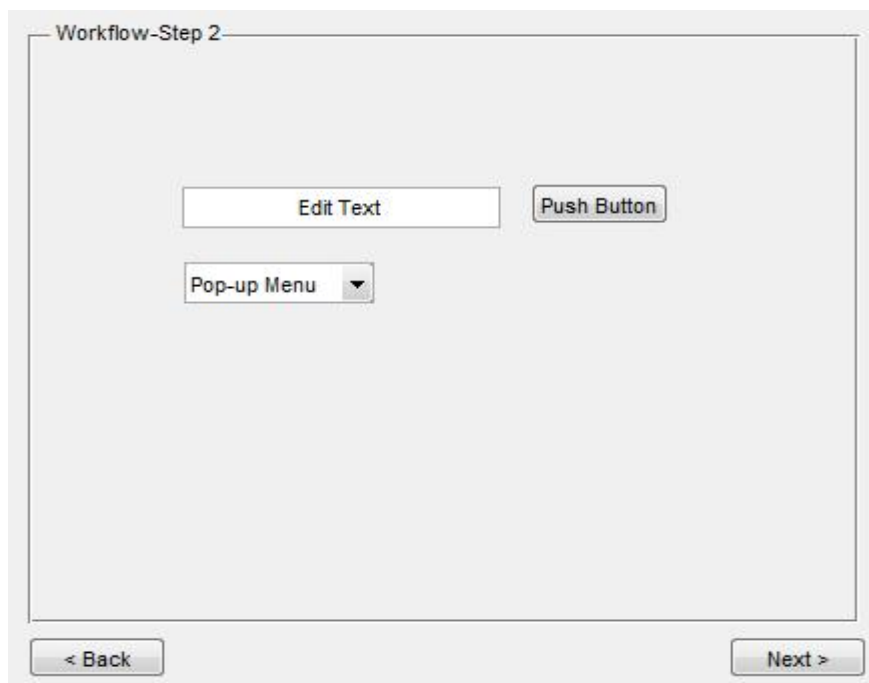 Workflow-Step 2
Edit Text
Push Button
Pop-up Menu
< Back
Next >